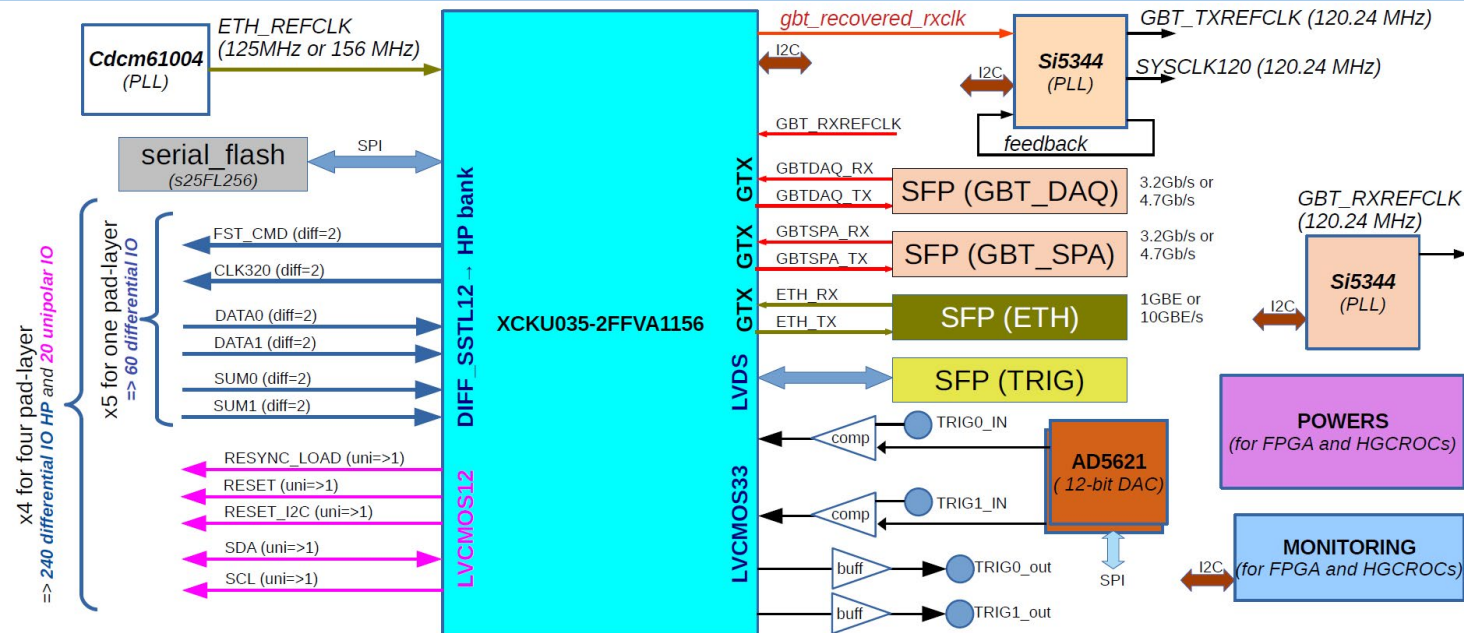 Cdcm61004
(PLL)
ETH_REFCLK
(125MHz or 156 MHz)
serial_flash
(s25FL256)
SPI
x4 for four pad-layer
=> 240 differential IO HP and 20 unipolar IO
x5 for one pad-layer
=> 60 differential IO
FST_CMD (diff=2)
CLK320 (diff=2)
DATA0 (diff=2)
DATA1 (diff=2)
SUM0 (diff=2)
SUM1 (diff=2)
RESYNC_LOAD (uni=>1)
RESET (uni=>1)
RESET_I2C (uni=>1)
SDA (uni=>1)
SCL (uni=>1)
DIFF_SSTL12→ HP bank
LVCMOS12
XCKU035-2FFVA1156
GTX
GTX
GTX
LVDS
LVCMOS33
gbt_recovered_rxclk
I2C
I2C
Si5344
(PLL)
feedback
GBT_TXREFCLK (120.24 MHz)
SYSCLK120 (120.24 MHz)
GBT_RXREFCLK
GBTDAQ_RX
GBTDAQ_TX
SFP (GBT_DAQ)
3.2Gb/s or
4.7Gb/s
GBTSPA_RX
GBTSPA_TX
SFP (GBT_SPA)
3.2Gb/s or
4.7Gb/s
ETH_RX
ETH_TX
SFP (ETH)
1GBE or
10GBE/s
SFP (TRIG)
comp
TRIG0_IN
comp
TRIG1_IN
AD5621
( 12-bit DAC)
SPI
buff
TRIG0_out
buff
TRIG1_out
GBT_RXREFCLK
(120.24 MHz)
Si5344
(PLL)
I2C
POWERS
(for FPGA and HGCROCs)
MONITORING
(for FPGA and HGCROCs)
I2C